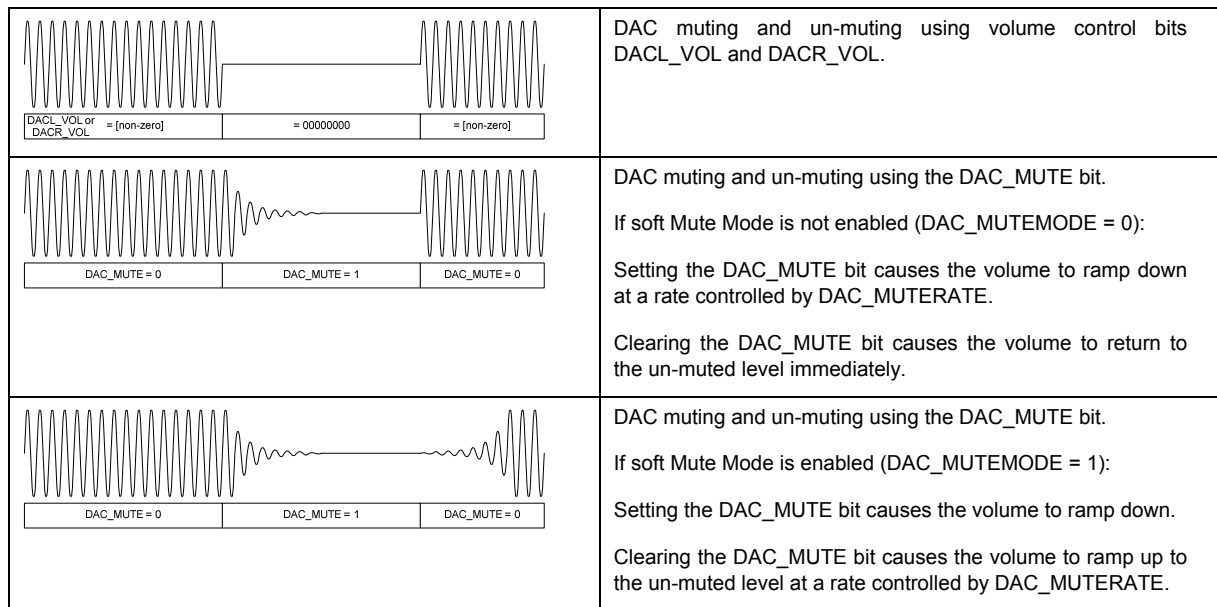 DACL_VOL or
DACR_VOL
= [non-zero]
= 00000000
= [non-zero]
DAC muting and un-muting using volume control bits
DACL_VOL and DACR_VOL.
DAC_MUTE = 0
DAC_MUTE = 1
DAC_MUTE = 0
DAC muting and un-muting using the DAC_MUTE bit.
If soft Mute Mode is not enabled (DAC_MUTEMODE = 0):
Setting the DAC_MUTE bit causes the volume to ramp down
at a rate controlled by DAC_MUTERATE.
Clearing the DAC_MUTE bit causes the volume to return to
the un-muted level immediately.
DAC_MUTE = 0
DAC_MUTE = 1
DAC_MUTE = 0
DAC muting and un-muting using the DAC_MUTE bit.
If soft Mute Mode is enabled (DAC_MUTEMODE = 1):
Setting the DAC_MUTE bit causes the volume to ramp down.
Clearing the DAC_MUTE bit causes the volume to ramp up to
the un-muted level at a rate controlled by DAC_MUTERATE.